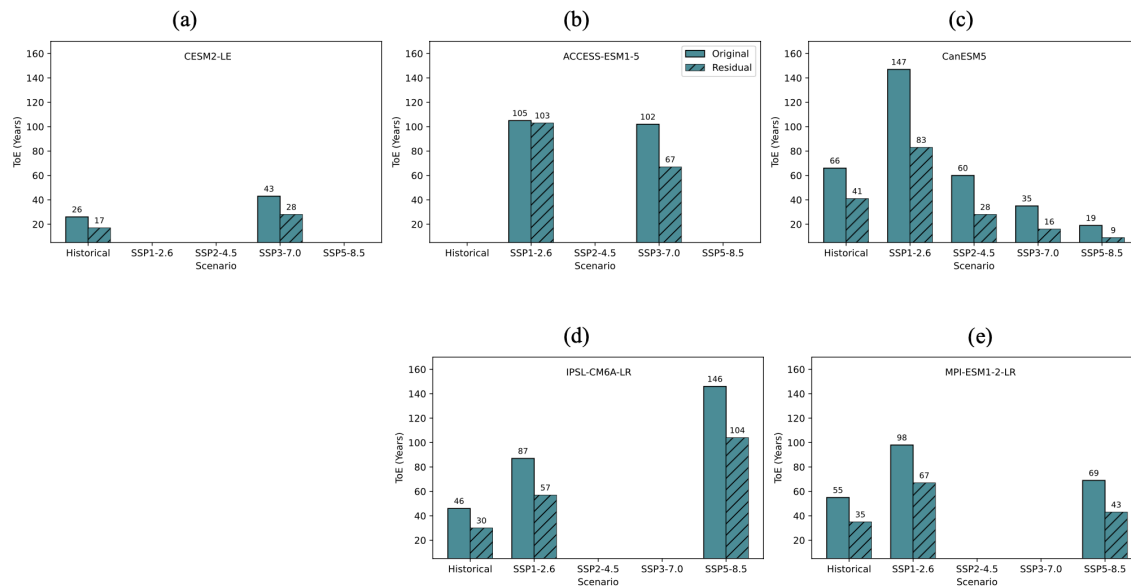 (a)
CESM2-LE
160
140
120
100
80
60
40
20
ToE (Years)
26
17
43
28
Historical SSP1-2.6 SSP2-4.5 SSP3-7.0 SSP5-8.5
Scenario
(b)
ACCESS-ESM1-5
Original
Residual
160
140
120
100
80
60
40
20
ToE (Years)
105
103
102
67
Historical SSP1-2.6 SSP2-4.5 SSP3-7.0 SSP5-8.5
Scenario
(c)
CanESM5
160
140
120
100
80
60
40
20
ToE (Years)
66
41
147
83
60
28
35
16
19
9
Historical SSP1-2.6 SSP2-4.5 SSP3-7.0 SSP5-8.5
Scenario
(d)
IPSL-CM6A-LR
160
140
120
100
80
60
40
20
ToE (Years)
46
30
87
57
146
104
Historical SSP1-2.6 SSP2-4.5 SSP3-7.0 SSP5-8.5
Scenario
(e)
MPI-ESM1-2-LR
160
140
120
100
80
60
40
20
ToE (Years)
55
35
98
67
69
43
Historical SSP1-2.6 SSP2-4.5 SSP3-7.0 SSP5-8.5
Scenario